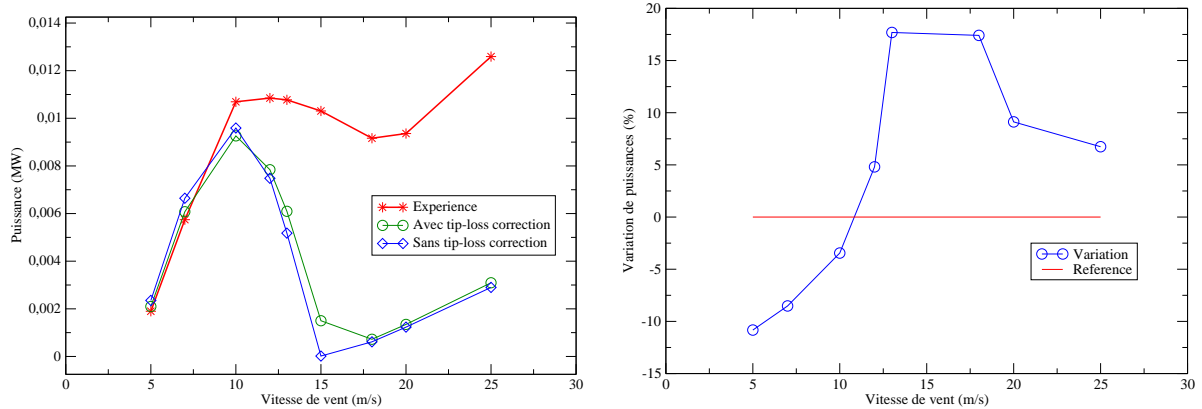 0,014
0,012
0,01
0,008
0,006
0,004
0,002
0
Puissance (MW)
Experience
Avec tip-loss correction
Sans tip-loss correction
0 5 10 15 20 25 30
Vitesse de vent (m/s)
20
15
10
5
0
-5
-10
-15
Variation de puissances (%)
Variation
Reference
0 5 10 15 20 25 30
Vitesse de vent (m/s)